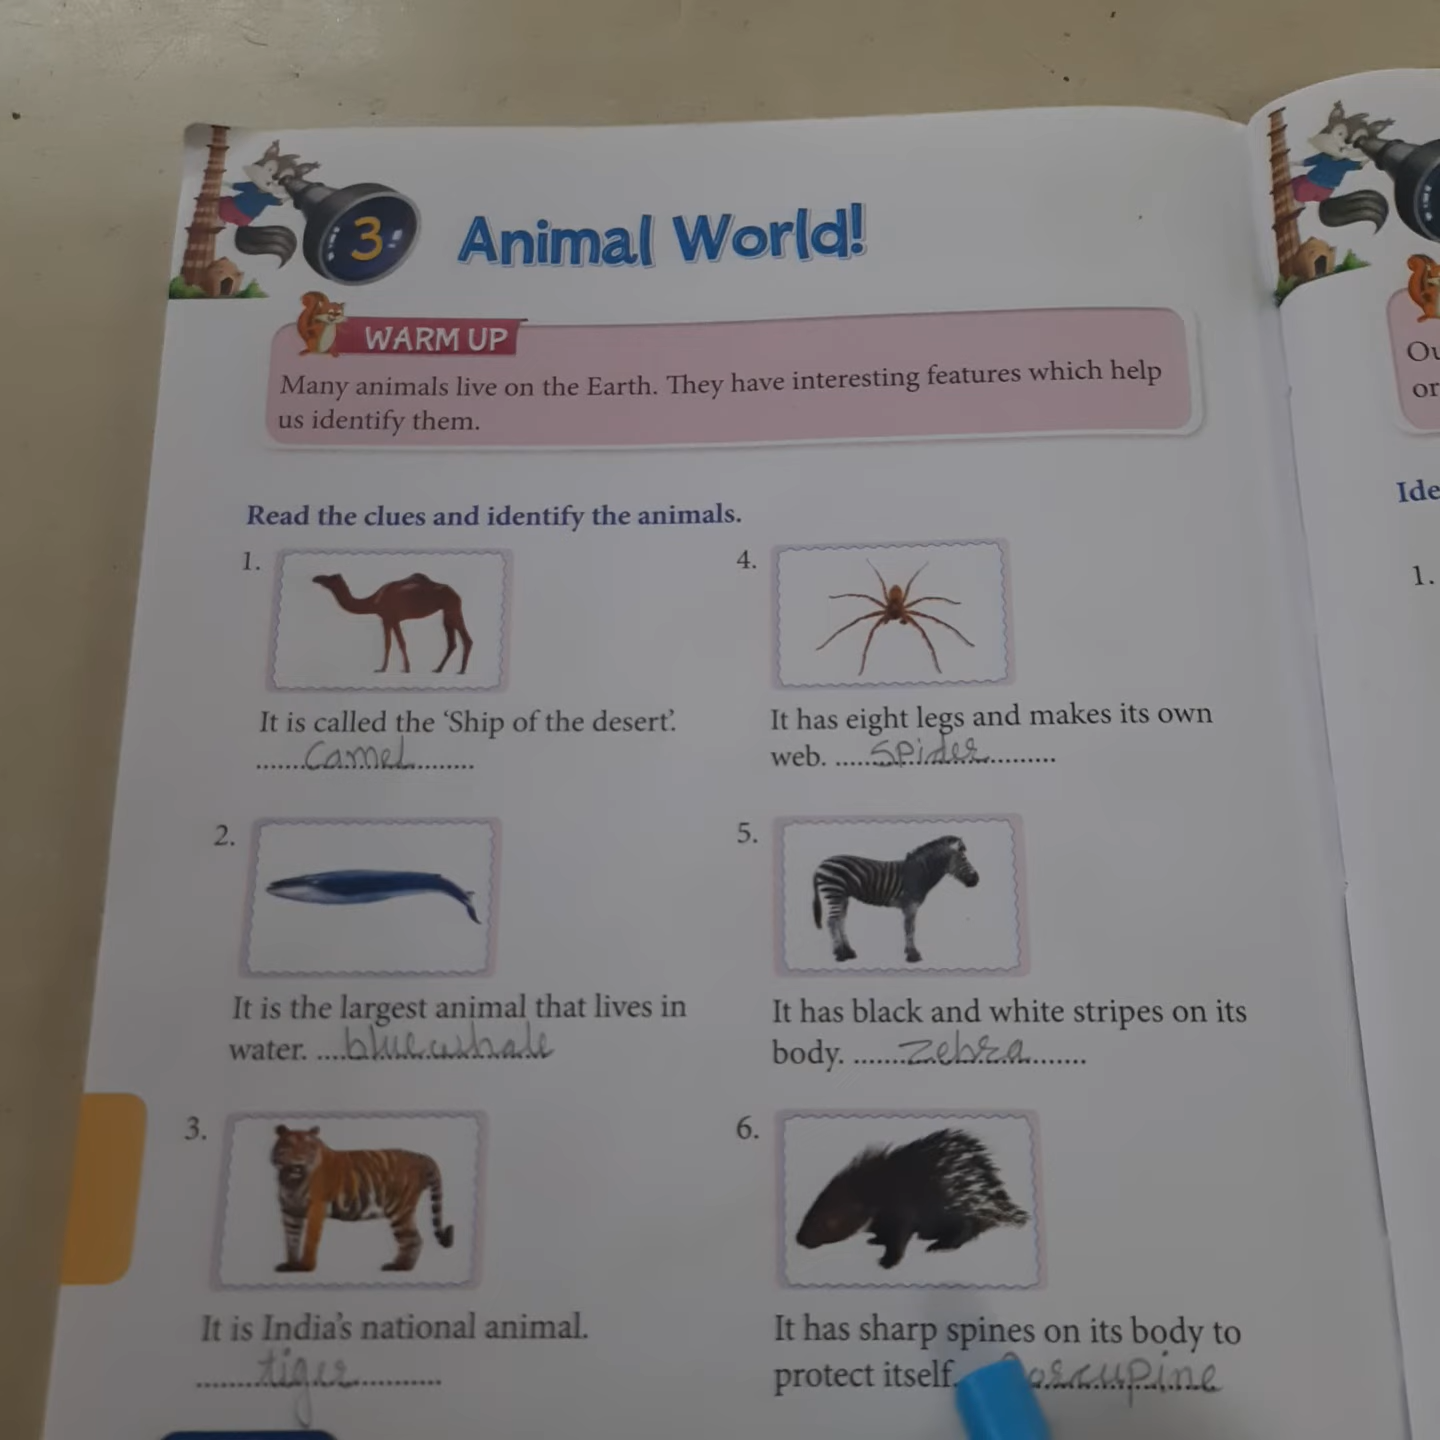 3
Animal World!
WARM UP
Many animals live on the Earth. They have interesting features which help
us identify them.
Read the clues and identify the animals.
1.
It is called the ‘Ship of the desert’.
Camel
2.
It is the largest animal that lives in
water. blue whale
3.
It is India's national animal.
tiger
4.
It has eight legs and makes its own
web. Spider
5.
It has black and white stripes on its
body. zebra
6.
It has sharp spines on its body to
protect itself. Porcupine
1.